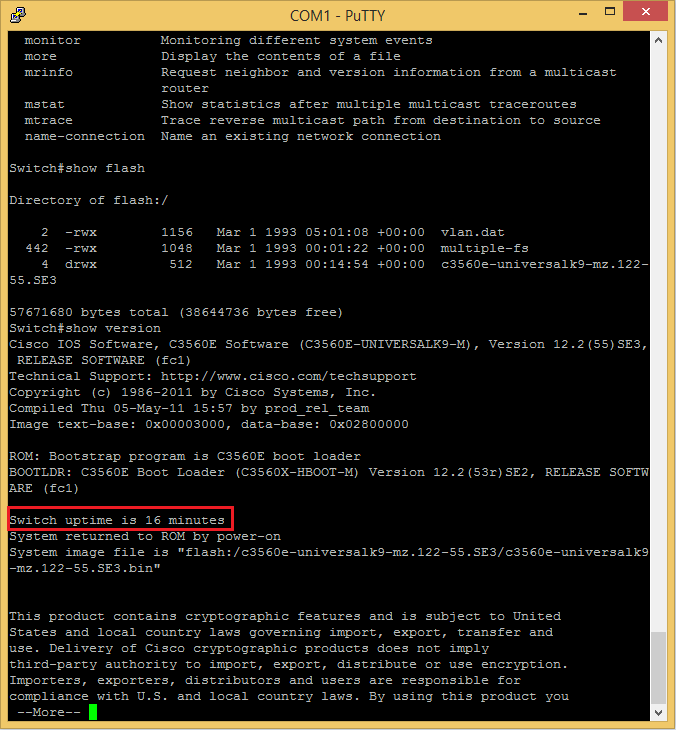 COM1 - PuTTY
monitor Monitoring different system events
more Display the contents of a file
mrinfo Request neighbor and version information from a multicast
router
mstat Show statistics after multiple multicast traceroutes
mtrace Trace reverse multicast path from destination to source
name-connection Name an existing network connection
Switch#show flash
Directory of flash:/
2 -rwx 1156 Mar 1 1993 05:01:08 +00:00 vlan.dat
442 -rwx 1048 Mar 1 1993 00:01:22 +00:00 multiple-fs
4 drwx 512 Mar 1 1993 00:14:54 +00:00 c3560e-universalk9-mz.122-
55.SE3
57671680 bytes total (38644736 bytes free)
Switch#show version
Cisco IOS Software, C3560E Software (C3560E-UNIVERSALK9-M), Version 12.2(55)SE3,
RELEASE SOFTWARE (fc1)
Technical Support: http://www.cisco.com/techsupport
Copyright (c) 1986-2011 by Cisco Systems, Inc.
Compiled Thu 05-May-11 15:57 by prod_rel_team
Image text-base: 0x00003000, data-base: 0x02800000
ROM: Bootstrap program is C3560E boot loader
BOOTLDR: C3560E Boot Loader (C3560X-HBOOT-M) Version 12.2(53r)SE2, RELEASE SOFTW
ARE (fc1)
Switch uptime is 16 minutes
System returned to ROM by power-on
System image file is "flash:/c3560e-universalk9-mz.122-55.SE3/c3560e-universalk9
-mz.122-55.SE3.bin"
This product contains cryptographic features and is subject to United
States and local country laws governing import, export, transfer and
use. Delivery of Cisco cryptographic products does not imply
third-party authority to import, export, distribute or use encryption.
Importers, exporters, distributors and users are responsible for
compliance with U.S. and local country laws. By using this product you
--More--